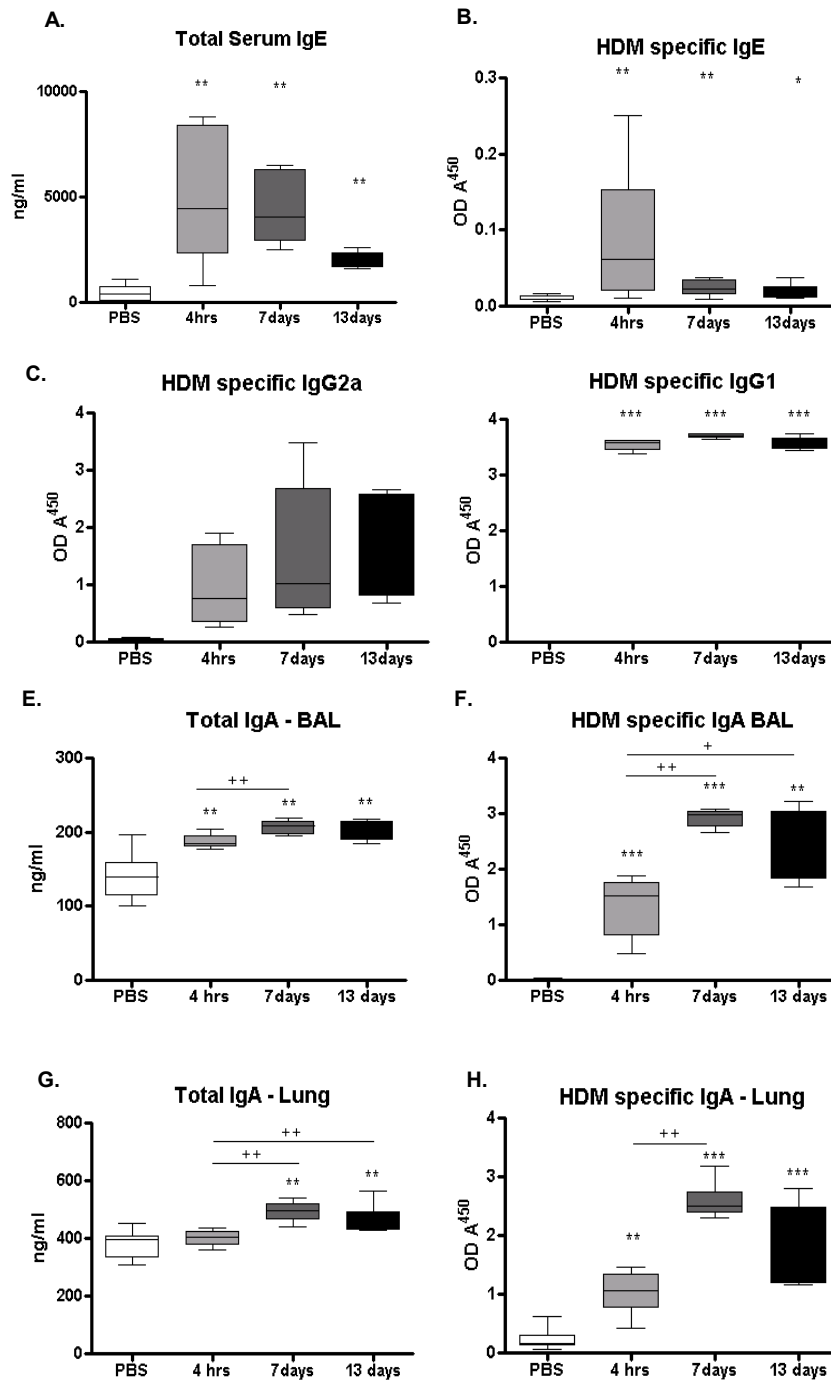 A.
Total Serum IgE
10000
5000
0
ng/ml
**
**
**
PBS
4hrs
7days
13days
B.
HDM specific IgE
0.3
0.2
0.1
0.0
OD A450
**
**
*
PBS
4hrs
7days
13days
C.
HDM specific IgG2a
4
3
2
1
0
OD A450
PBS
4hrs
7days
13days
HDM specific IgG1
4
3
2
1
0
OD A450
***
***
***
PBS
4hrs
7days
13days
E.
Total IgA - BAL
300
200
100
0
ng/ml
++
**
**
**
PBS
4 hrs
7days
13 days
F.
HDM specific IgA BAL
4
3
2
1
0
OD A450
+
++
***
***
**
PBS
4 hrs
7days
13 days
G.
Total IgA - Lung
800
600
400
200
0
ng/ml
++
++
**
**
PBS
4 hrs
7days
13 days
H.
HDM specific IgA - Lung
4
3
2
1
0
OD A450
++
**
***
***
PBS
4 hrs
7days
13 days